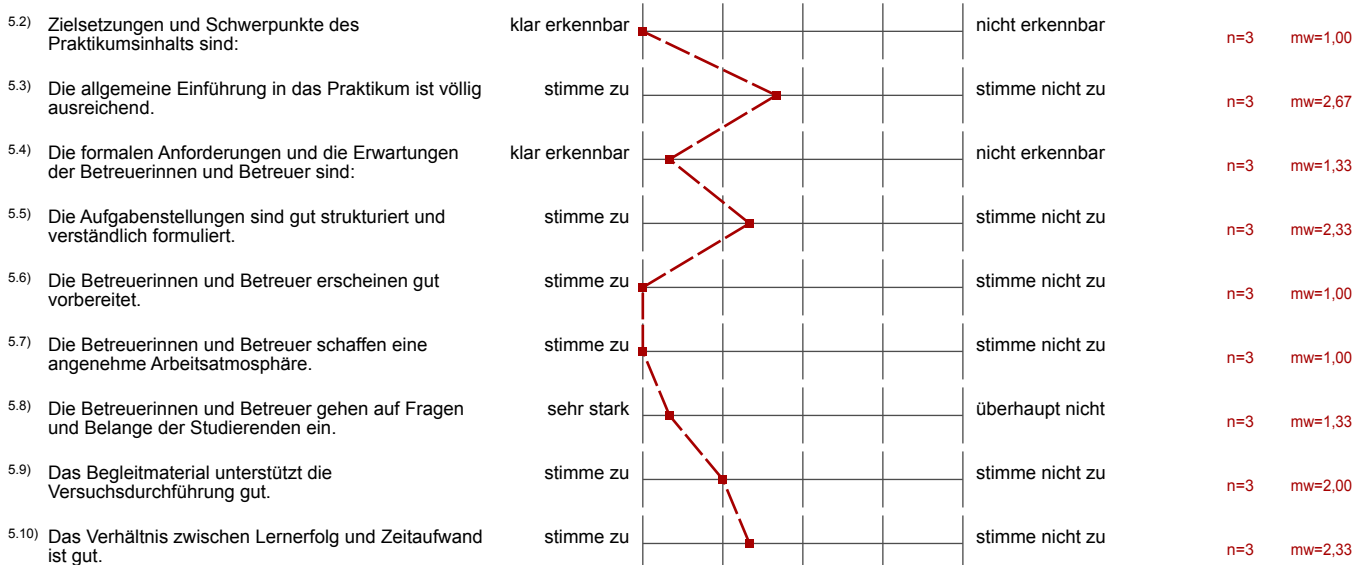 5.2) Zielsetzungen und Schwerpunkte des Praktikumsinhalts sind: klar erkennbar nicht erkennbar n=3 mw=1,00
5.3) Die allgemeine Einführung in das Praktikum ist völlig ausreichend. stimme zu stimme nicht zu n=3 mw=2,67
5.4) Die formalen Anforderungen und die Erwartungen der Betreuerinnen und Betreuer sind: klar erkennbar nicht erkennbar n=3 mw=1,33
5.5) Die Aufgabenstellungen sind gut strukturiert und verständlich formuliert. stimme zu stimme nicht zu n=3 mw=2,33
5.6) Die Betreuerinnen und Betreuer erscheinen gut vorbereitet. stimme zu stimme nicht zu n=3 mw=1,00
5.7) Die Betreuerinnen und Betreuer schaffen eine angenehme Arbeitsatmosphäre. stimme zu stimme nicht zu n=3 mw=1,00
5.8) Die Betreuerinnen und Betreuer gehen auf Fragen und Belange der Studierenden ein. sehr stark überhaupt nicht n=3 mw=1,33
5.9) Das Begleitmaterial unterstützt die Versuchsdurchführung gut. stimme zu stimme nicht zu n=3 mw=2,00
5.10) Das Verhältnis zwischen Lernerfolg und Zeitaufwand ist gut. stimme zu stimme nicht zu n=3 mw=2,33